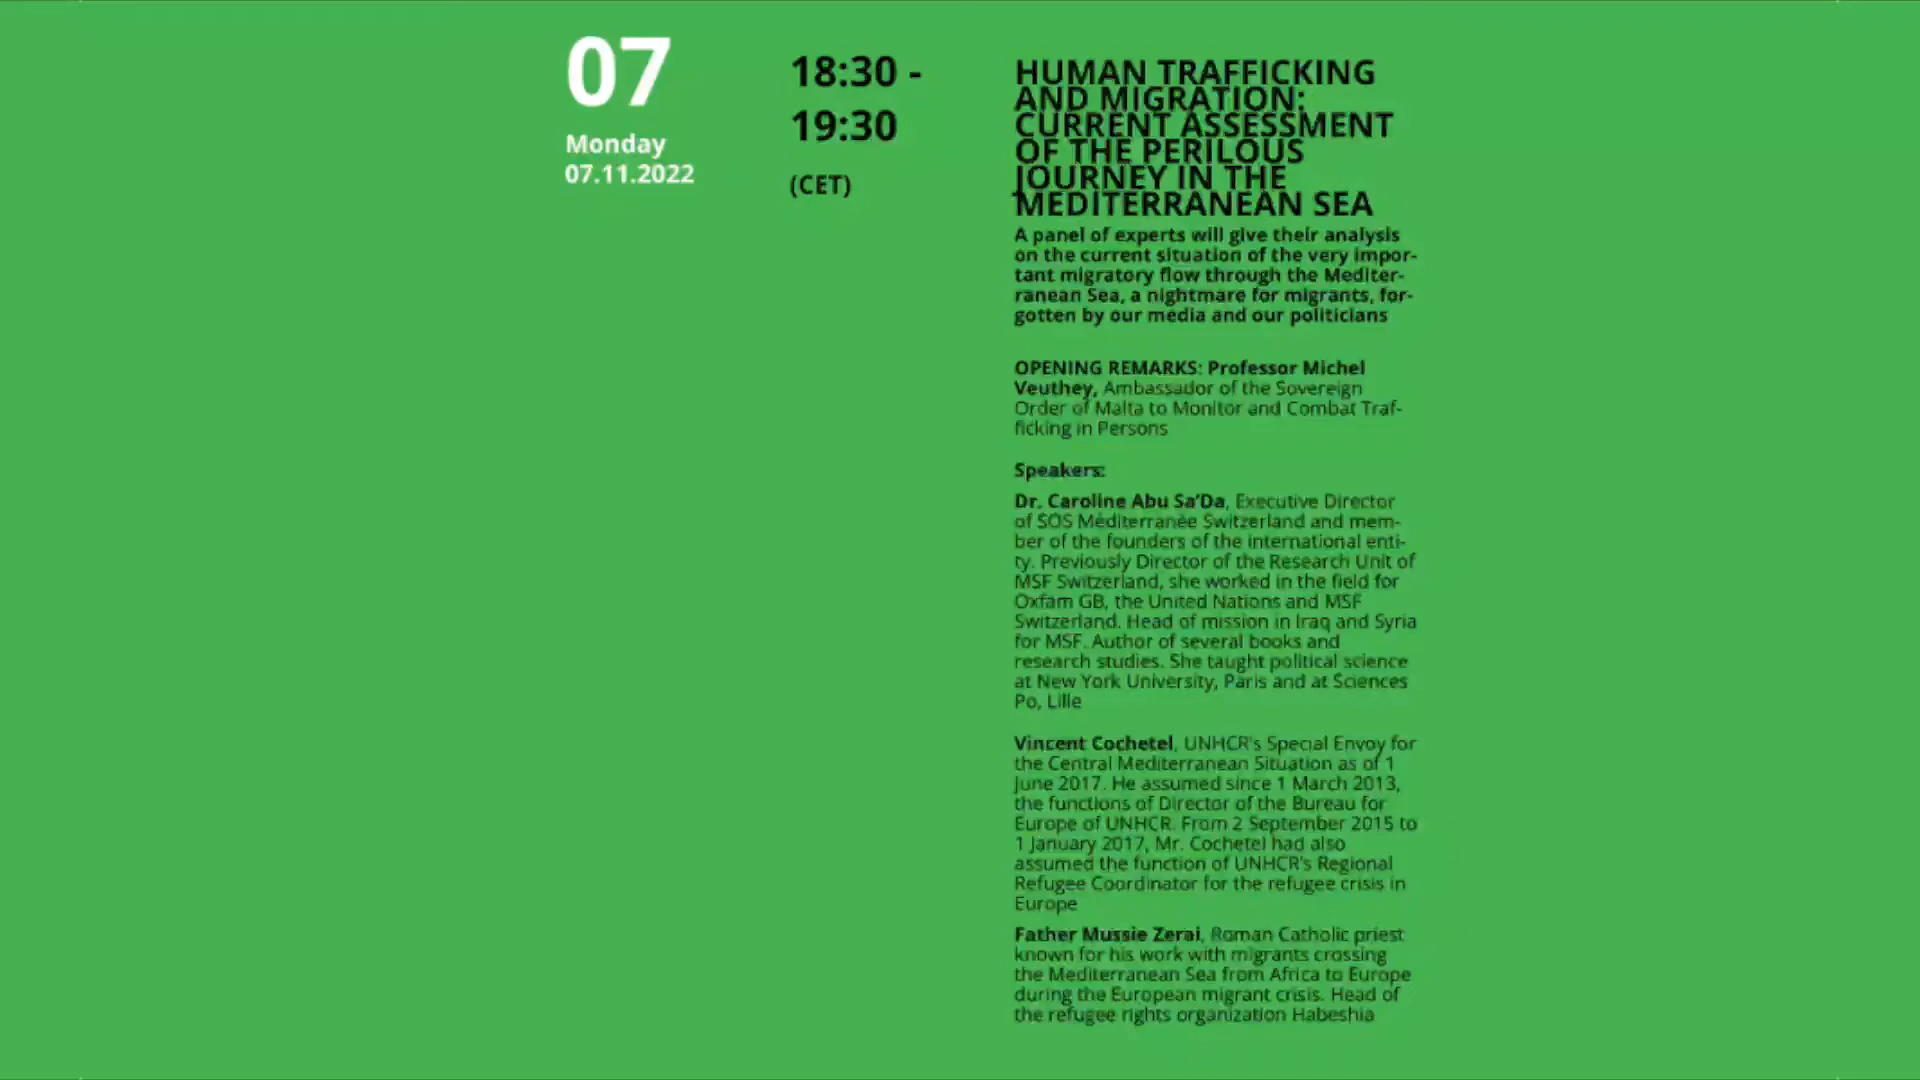 07
Monday
07.11.2022
18:30 -
19:30
(CET)
HUMAN TRAFFICKING
AND MIGRATION:
CURRENT ASSESSMENT
OF THE PERILOUS
JOURNEY IN THE
MEDITERRANEAN SEA
A panel of experts will give their analysis
on the current situation of the very impor-
tant migratory flow through the Mediter-
ranean Sea, a nightmare for migrants, for-
gotten by our media and our politicians
OPENING REMARKS: Professor Michel
Veuthey, Ambassador of the Sovereign
Order of Malta to Monitor and Combat Traf-
ficking in Persons
Speakers:
Dr. Caroline Abu Sa’Da, Executive Director
of SOS Méditerranée Switzerland and mem-
ber of the founders of the international enti-
ty. Previously Director of the Research Unit of
MSF Switzerland, she worked in the field for
Oxfam GB, the United Nations and MSF
Switzerland. Head of mission in Iraq and Syria
for MSF. Author of several books and
research studies. She taught political science
at New York University, Paris and at Sciences
Po, Lille
Vincent Cochetel, UNHCR's Special Envoy for
the Central Mediterranean Situation as of 1
June 2017. He assumed since 1 March 2013,
the functions of Director of the Bureau for
Europe of UNHCR. From 2 September 2015 to
1 January 2017, Mr. Cochetel had also
assumed the function of UNHCR's Regional
Refugee Coordinator for the refugee crisis in
Europe
Father Mussie Zerai, Roman Catholic priest
known for his work with migrants crossing
the Mediterranean Sea from Africa to Europe
during the European migrant crisis. Head of
the refugee rights organization Habeshia